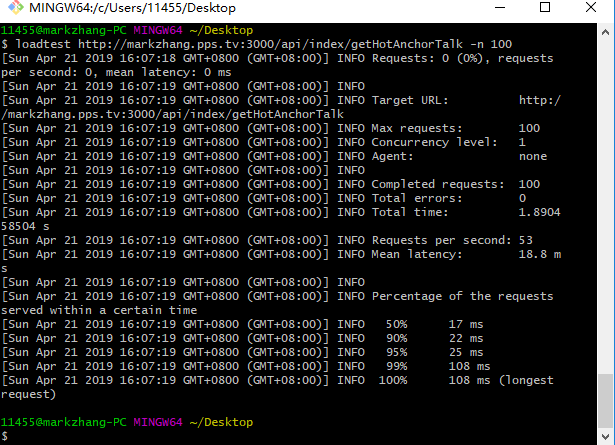 MINGW64:/c/Users/11455/Desktop
11455@markzhang-PC MINGW64 ~/Desktop
$ loadtest http://markzhang.pps.tv:3000/api/index/getHotAnchorTalk -n 100
[Sun Apr 21 2019 16:07:18 GMT+0800 (GMT+08:00)] INFO Requests: 0 (0%), requests
per second: 0, mean latency: 0 ms
[Sun Apr 21 2019 16:07:19 GMT+0800 (GMT+08:00)] INFO
[Sun Apr 21 2019 16:07:19 GMT+0800 (GMT+08:00)] INFO Target URL: http:/
/markzhang.pps.tv:3000/api/index/getHotAnchorTalk
[Sun Apr 21 2019 16:07:19 GMT+0800 (GMT+08:00)] INFO Max requests: 100
[Sun Apr 21 2019 16:07:19 GMT+0800 (GMT+08:00)] INFO Concurrency level: 1
[Sun Apr 21 2019 16:07:19 GMT+0800 (GMT+08:00)] INFO Agent: none
[Sun Apr 21 2019 16:07:19 GMT+0800 (GMT+08:00)] INFO
[Sun Apr 21 2019 16:07:19 GMT+0800 (GMT+08:00)] INFO Completed requests: 100
[Sun Apr 21 2019 16:07:19 GMT+0800 (GMT+08:00)] INFO Total errors: 0
[Sun Apr 21 2019 16:07:19 GMT+0800 (GMT+08:00)] INFO Total time: 1.8904
58504 s
[Sun Apr 21 2019 16:07:19 GMT+0800 (GMT+08:00)] INFO Requests per second: 53
[Sun Apr 21 2019 16:07:19 GMT+0800 (GMT+08:00)] INFO Mean latency: 18.8 m
s
[Sun Apr 21 2019 16:07:19 GMT+0800 (GMT+08:00)] INFO
[Sun Apr 21 2019 16:07:19 GMT+0800 (GMT+08:00)] INFO Percentage of the requests
served within a certain time
[Sun Apr 21 2019 16:07:19 GMT+0800 (GMT+08:00)] INFO 50% 17 ms
[Sun Apr 21 2019 16:07:19 GMT+0800 (GMT+08:00)] INFO 90% 22 ms
[Sun Apr 21 2019 16:07:19 GMT+0800 (GMT+08:00)] INFO 95% 25 ms
[Sun Apr 21 2019 16:07:19 GMT+0800 (GMT+08:00)] INFO 99% 108 ms
[Sun Apr 21 2019 16:07:19 GMT+0800 (GMT+08:00)] INFO 100% 108 ms (longest
request)
11455@markzhang-PC MINGW64 ~/Desktop
$